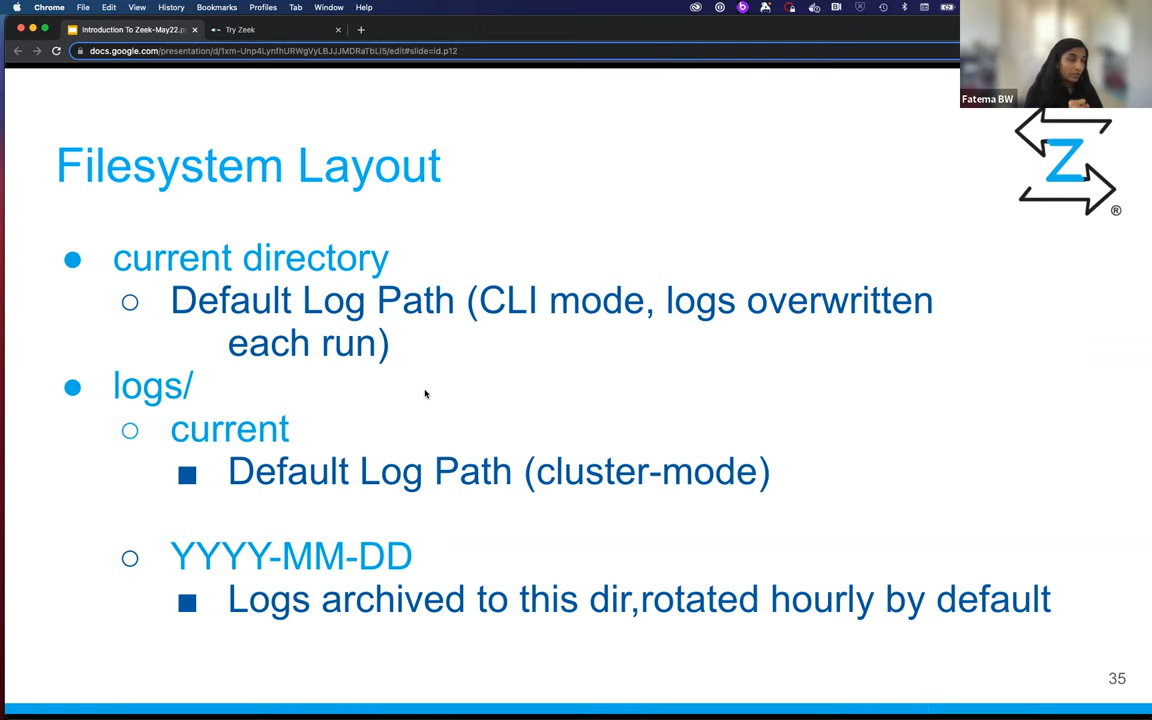 Chrome File Edit View History Bookmarks Profiles Tab Window Help
Introduction To Zeek-May22.p
Try Zeek
docs.google.com/presentation/d/1xm-Unp4LynfhURWgVyLBJJJMDRaTbLl5/edit#slide=id.p12
Fatema BW
Z
®
Filesystem Layout
current directory
Default Log Path (CLI mode, logs overwritten
each run)
logs/
current
Default Log Path (cluster-mode)
YYYY-MM-DD
Logs archived to this dir,rotated hourly by default
35